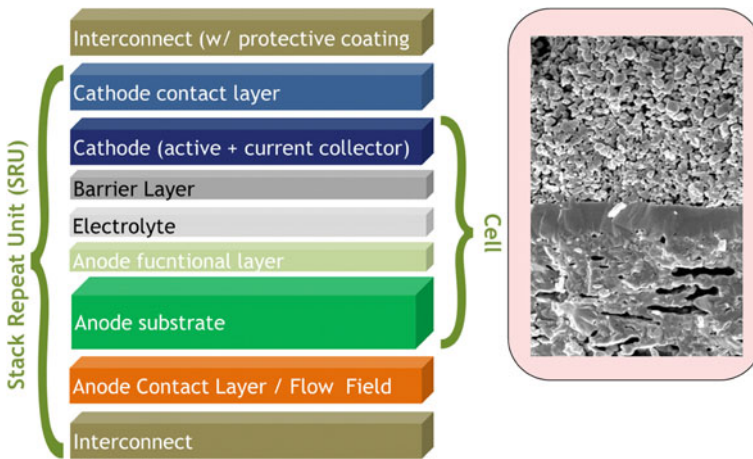 Interconnect (w/ protective coating
Cathode contact layer
Cathode (active + current collector)
Barrier Layer
Electrolyte
Anode fucntional layer
Anode substrate
Anode Contact Layer / Flow Field
Interconnect
Stack Repeat Unit (SRU)
Cell